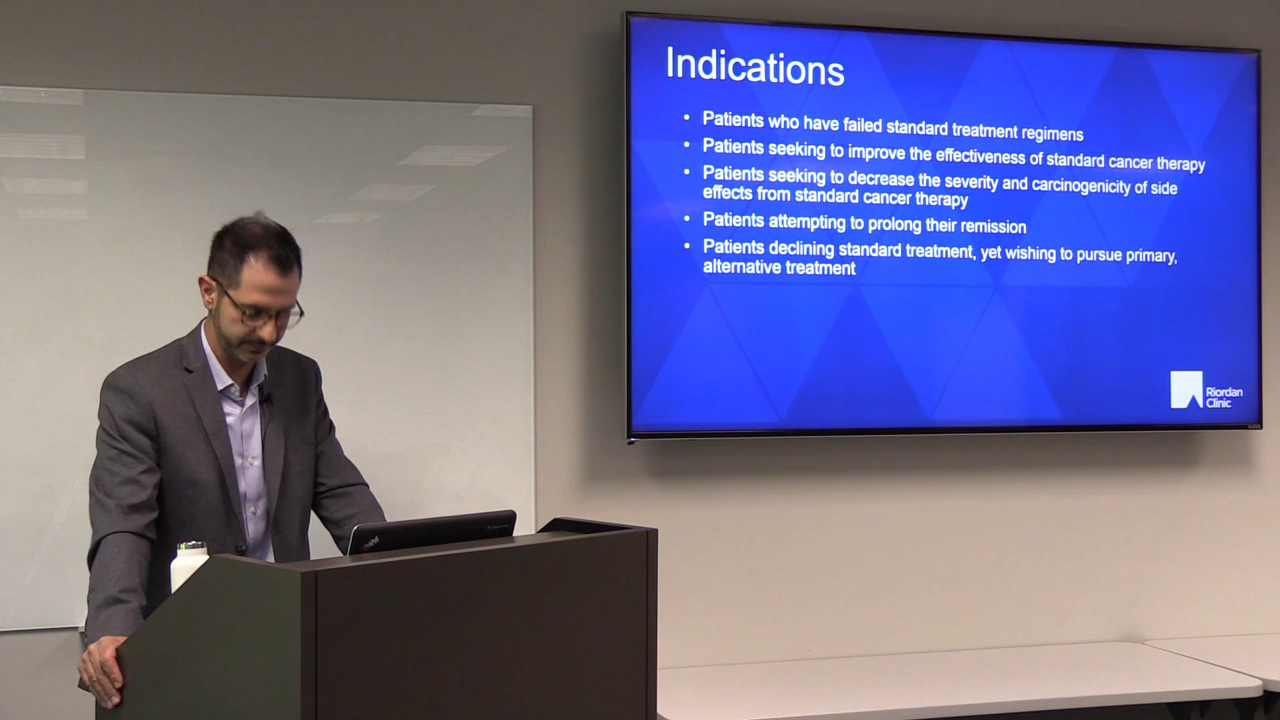 Indications
• Patients who have failed standard treatment regimens
• Patients seeking to improve the effectiveness of standard cancer therapy
• Patients seeking to decrease the severity and carcinogenicity of side
effects from standard cancer therapy
• Patients attempting to prolong their remission
• Patients declining standard treatment, yet wishing to pursue primary,
alternative treatment
Riordan
Clinic